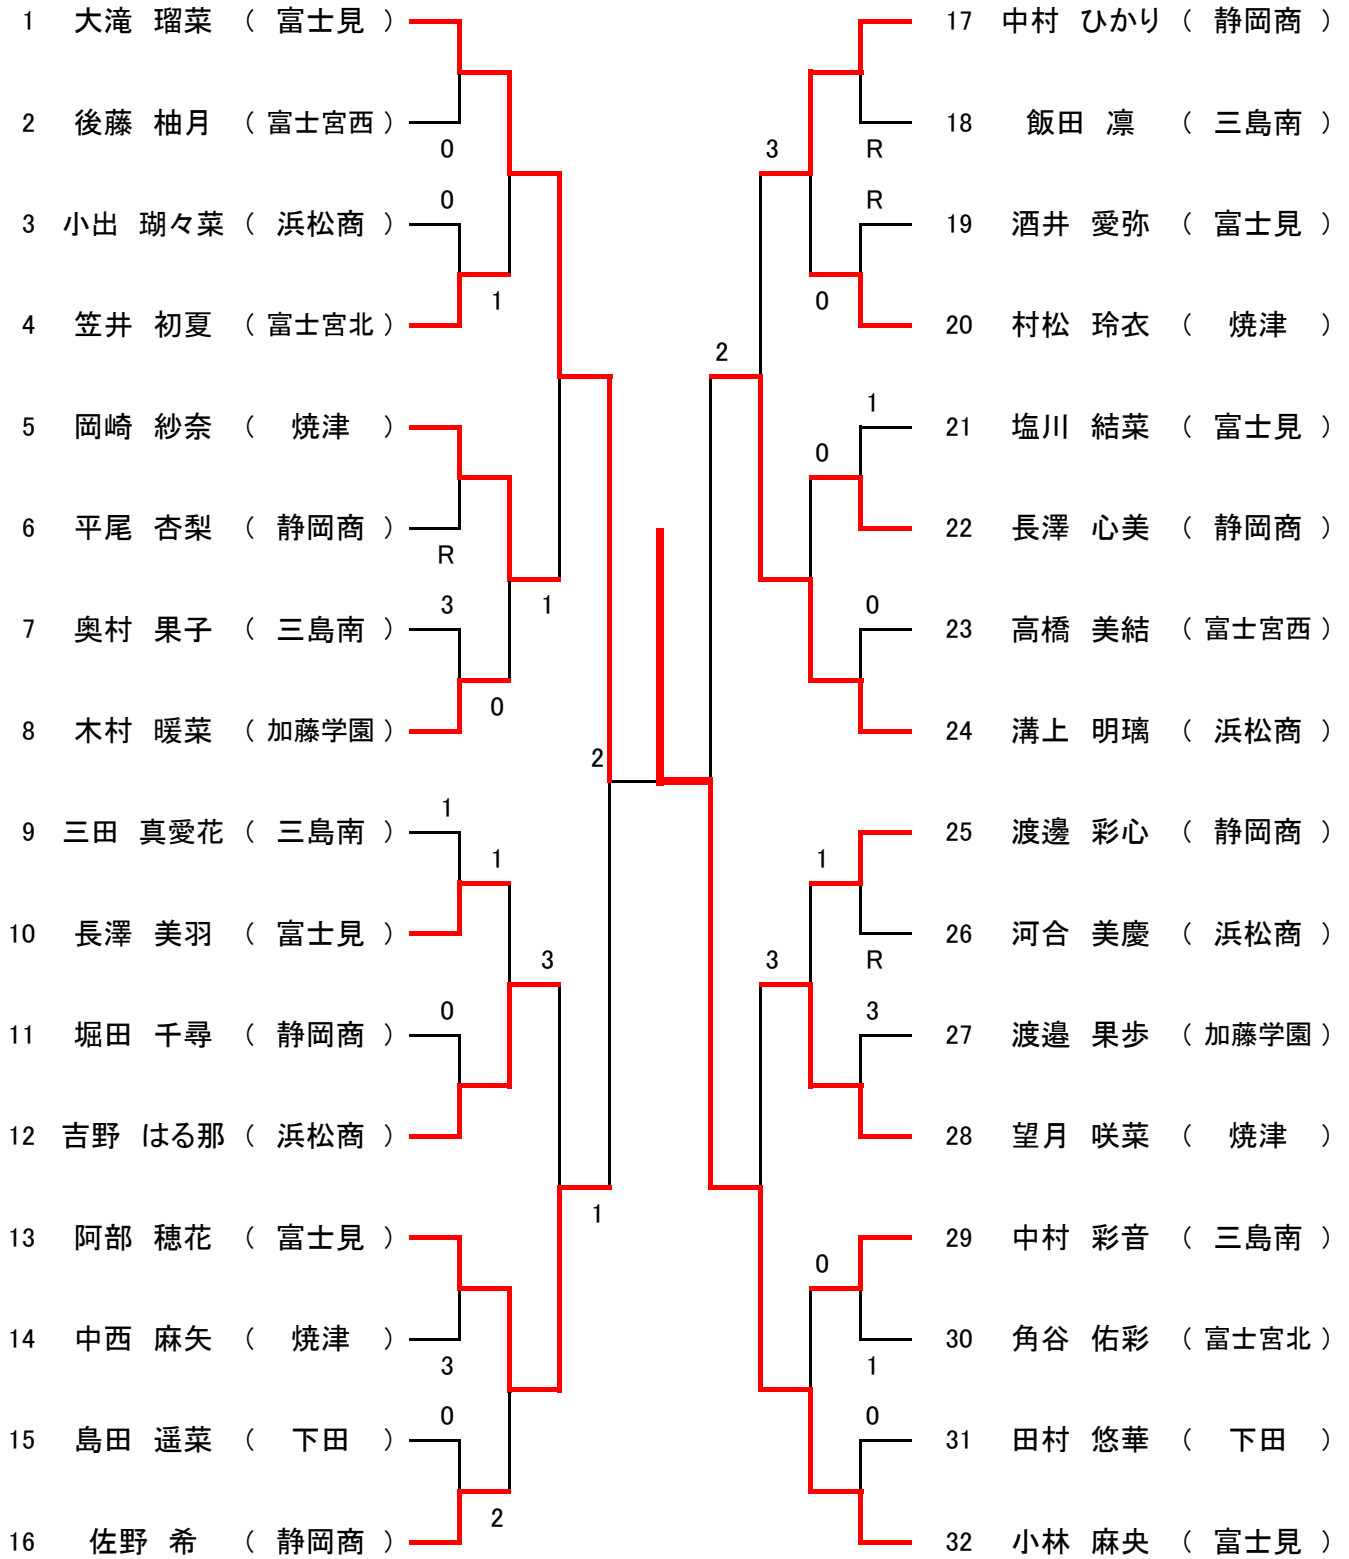 1 大滝 瑠菜 （ 富士見 ）
2 後藤 柚月 （ 富士宮西 ）
0
0
3 小出 瑚々菜 （ 浜松商 ）
1
4 笠井 初夏 （ 富士宮北 ）
5 岡崎 紗奈 （ 焼津 ）
6 平尾 杏梨 （ 静岡商 ）
R
3
1
7 奥村 果子 （ 三島南 ）
0
8 木村 暖菜 （ 加藤学園 ）
2
1
9 三田 真愛花 （ 三島南 ）
1
10 長澤 美羽 （ 富士見 ）
3
0
11 堀田 千尋 （ 静岡商 ）
12 吉野 はる那 （ 浜松商 ）
1
13 阿部 穂花 （ 富士見 ）
14 中西 麻矢 （ 焼津 ）
3
0
15 島田 遥菜 （ 下田 ）
2
16 佐野 希 （ 静岡商 ）
17 中村 ひかり （ 静岡商 ）
18 飯田 凛 （ 三島南 ）
3 R
R
19 酒井 愛弥 （ 富士見 ）
0
20 村松 玲衣 （ 焼津 ）
2
1
21 塩川 結菜 （ 富士見 ）
0
22 長澤 心美 （ 静岡商 ）
0
23 高橋 美結 （ 富士宮西 ）
24 溝上 明璃 （ 浜松商 ）
25 渡邊 彩心 （ 静岡商 ）
1
26 河合 美慶 （ 浜松商 ）
3 R
3
27 渡邉 果歩 （ 加藤学園 ）
28 望月 咲菜 （ 焼津 ）
29 中村 彩音 （ 三島南 ）
0
30 角谷 佑彩 （ 富士宮北 ）
1
0
31 田村 悠華 （ 下田 ）
32 小林 麻央 （ 富士見 ）